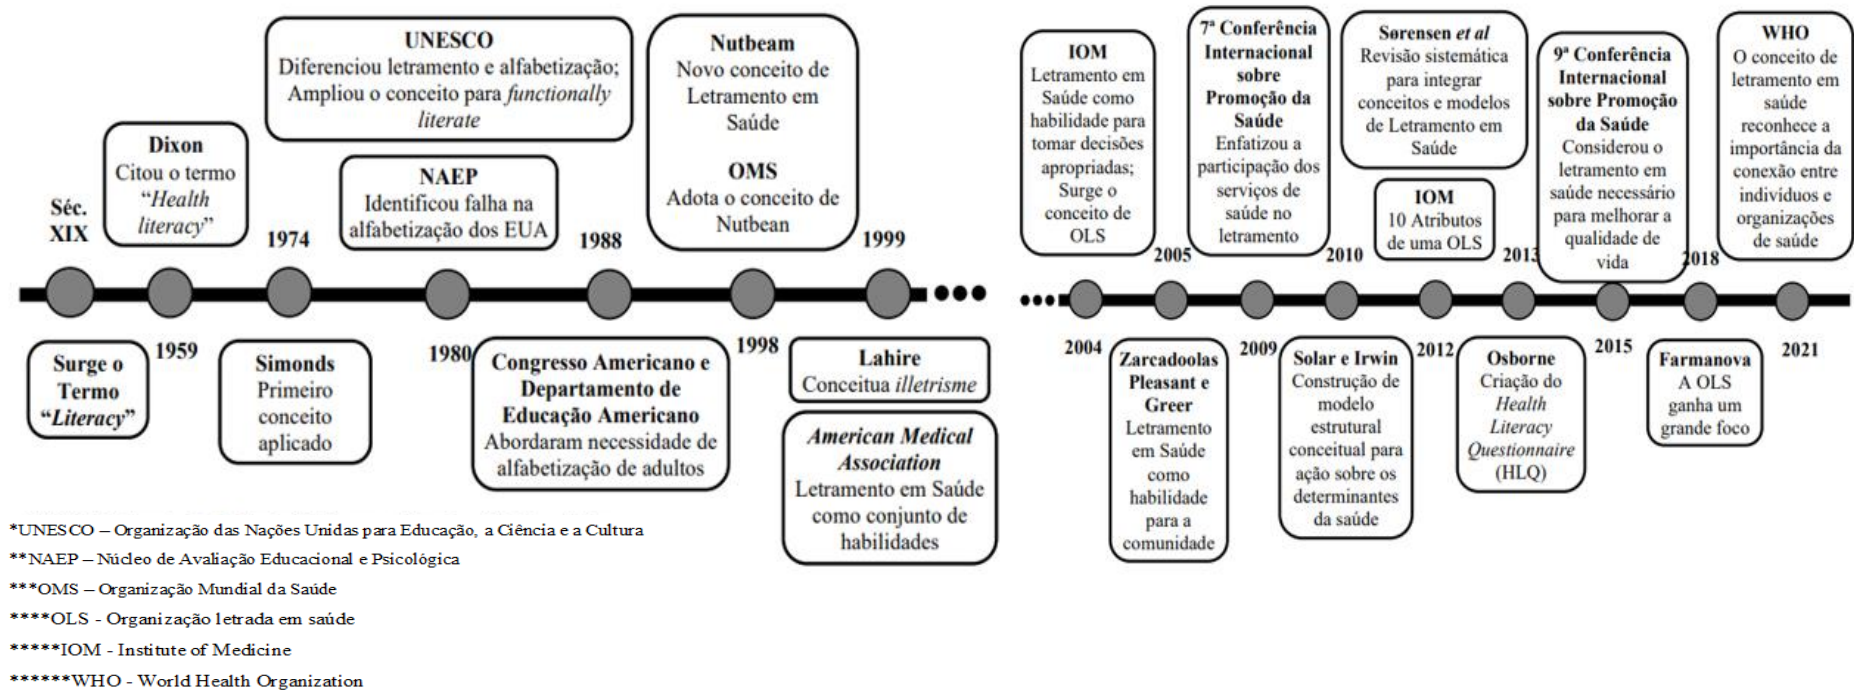 Séc.
XIX
Surge o
Termo
“Literacy”
Dixon
Citou o termo
“Health
literacy”
1959
1974
Simonds
Primeiro
conceito
aplicado
UNESCO
Diferenciou letramento e alfabetização;
Ampliou o conceito para functionally
literate
NAEP
Identificou falha na
alfabetização dos EUA
1980
1988
Congresso Americano e
Departamento de
Educação Americano
Abordaram necessidade de
alfabetização de adultos
Nutbeam
Novo conceito de
Letramento em
Saúde
OMS
Adota o conceito de
Nutbean
1998
1999
Lahire
Conceitua illetrisme
American Medical
Association
Letramento em Saúde
como conjunto de
habilidades
IOM
Letramento em
Saúde como
habilidade para
tomar decisões
apropriadas;
Surge o
conceito de
OLS
2004
2005
Zarcadoolas
Pleasant e
Greer
Letramento
em Saúde
como
habilidade
para a
comunidade
7ª Conferência
Internacional
sobre
Promoção da
Saúde
Enfatizou a
participação dos
serviços de
saúde no
letramento
2009
2010
Solar e Irwin
Construção de
modelo
estrutural
conceitual para
ação sobre os
determinantes
da saúde
Sørensen et al
Revisão sistemática
para integrar
conceitos e modelos
de Letramento em
Saúde
IOM
10 Atributos
de uma OLS
2012
2013
Osborne
Criação do
Health
Literacy
Questionnaire
(HLQ)
9ª Conferência
Internacional
sobre Promoção
da Saúde
Considerou o
letramento em
saúde necessário
para melhorar a
qualidade de
vida
2015
2018
Farmanova
A OLS
ganha um
grande foco
WHO
O conceito de
letramento em
saúde
reconhece a
importância da
conexão entre
indivíduos e
organizações
de saúde
2021
*UNESCO – Organização das Nações Unidas para Educação, a Ciência e a Cultura
**NAEP – Núcleo de Avaliação Educacional e Psicológica
***OMS – Organização Mundial da Saúde
****OLS - Organização letrada em saúde
*****IOM - Institute of Medicine
******WHO - World Health Organization